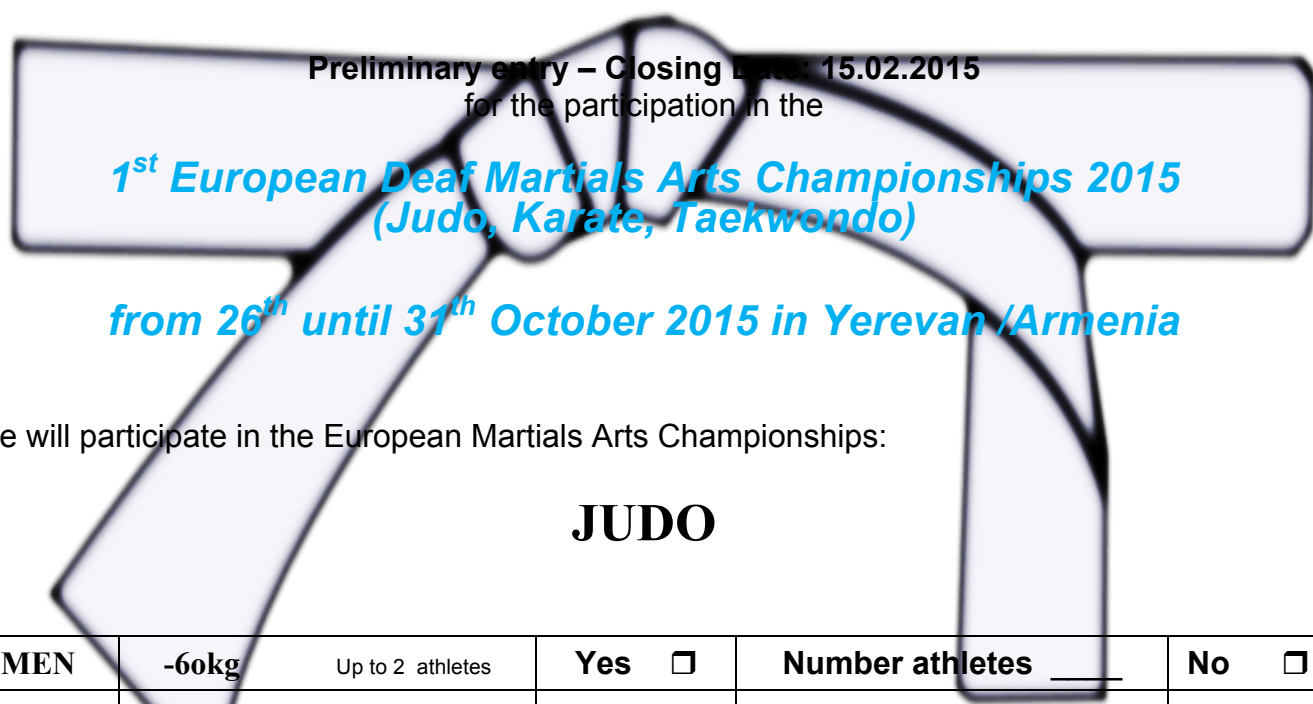 Preliminary entry – Closing Date: 15.02.2015
for the participation in the
1st European Deaf Martials Arts Championships 2015
(Judo, Karate, Taekwondo)
from 26th until 31th October 2015 in Yerevan /Armenia
e will participate in the European Martials Arts Championships:
JUDO
MEN -6okg Up to 2 athletes Yes ❒ Number athletes ____ No ❒